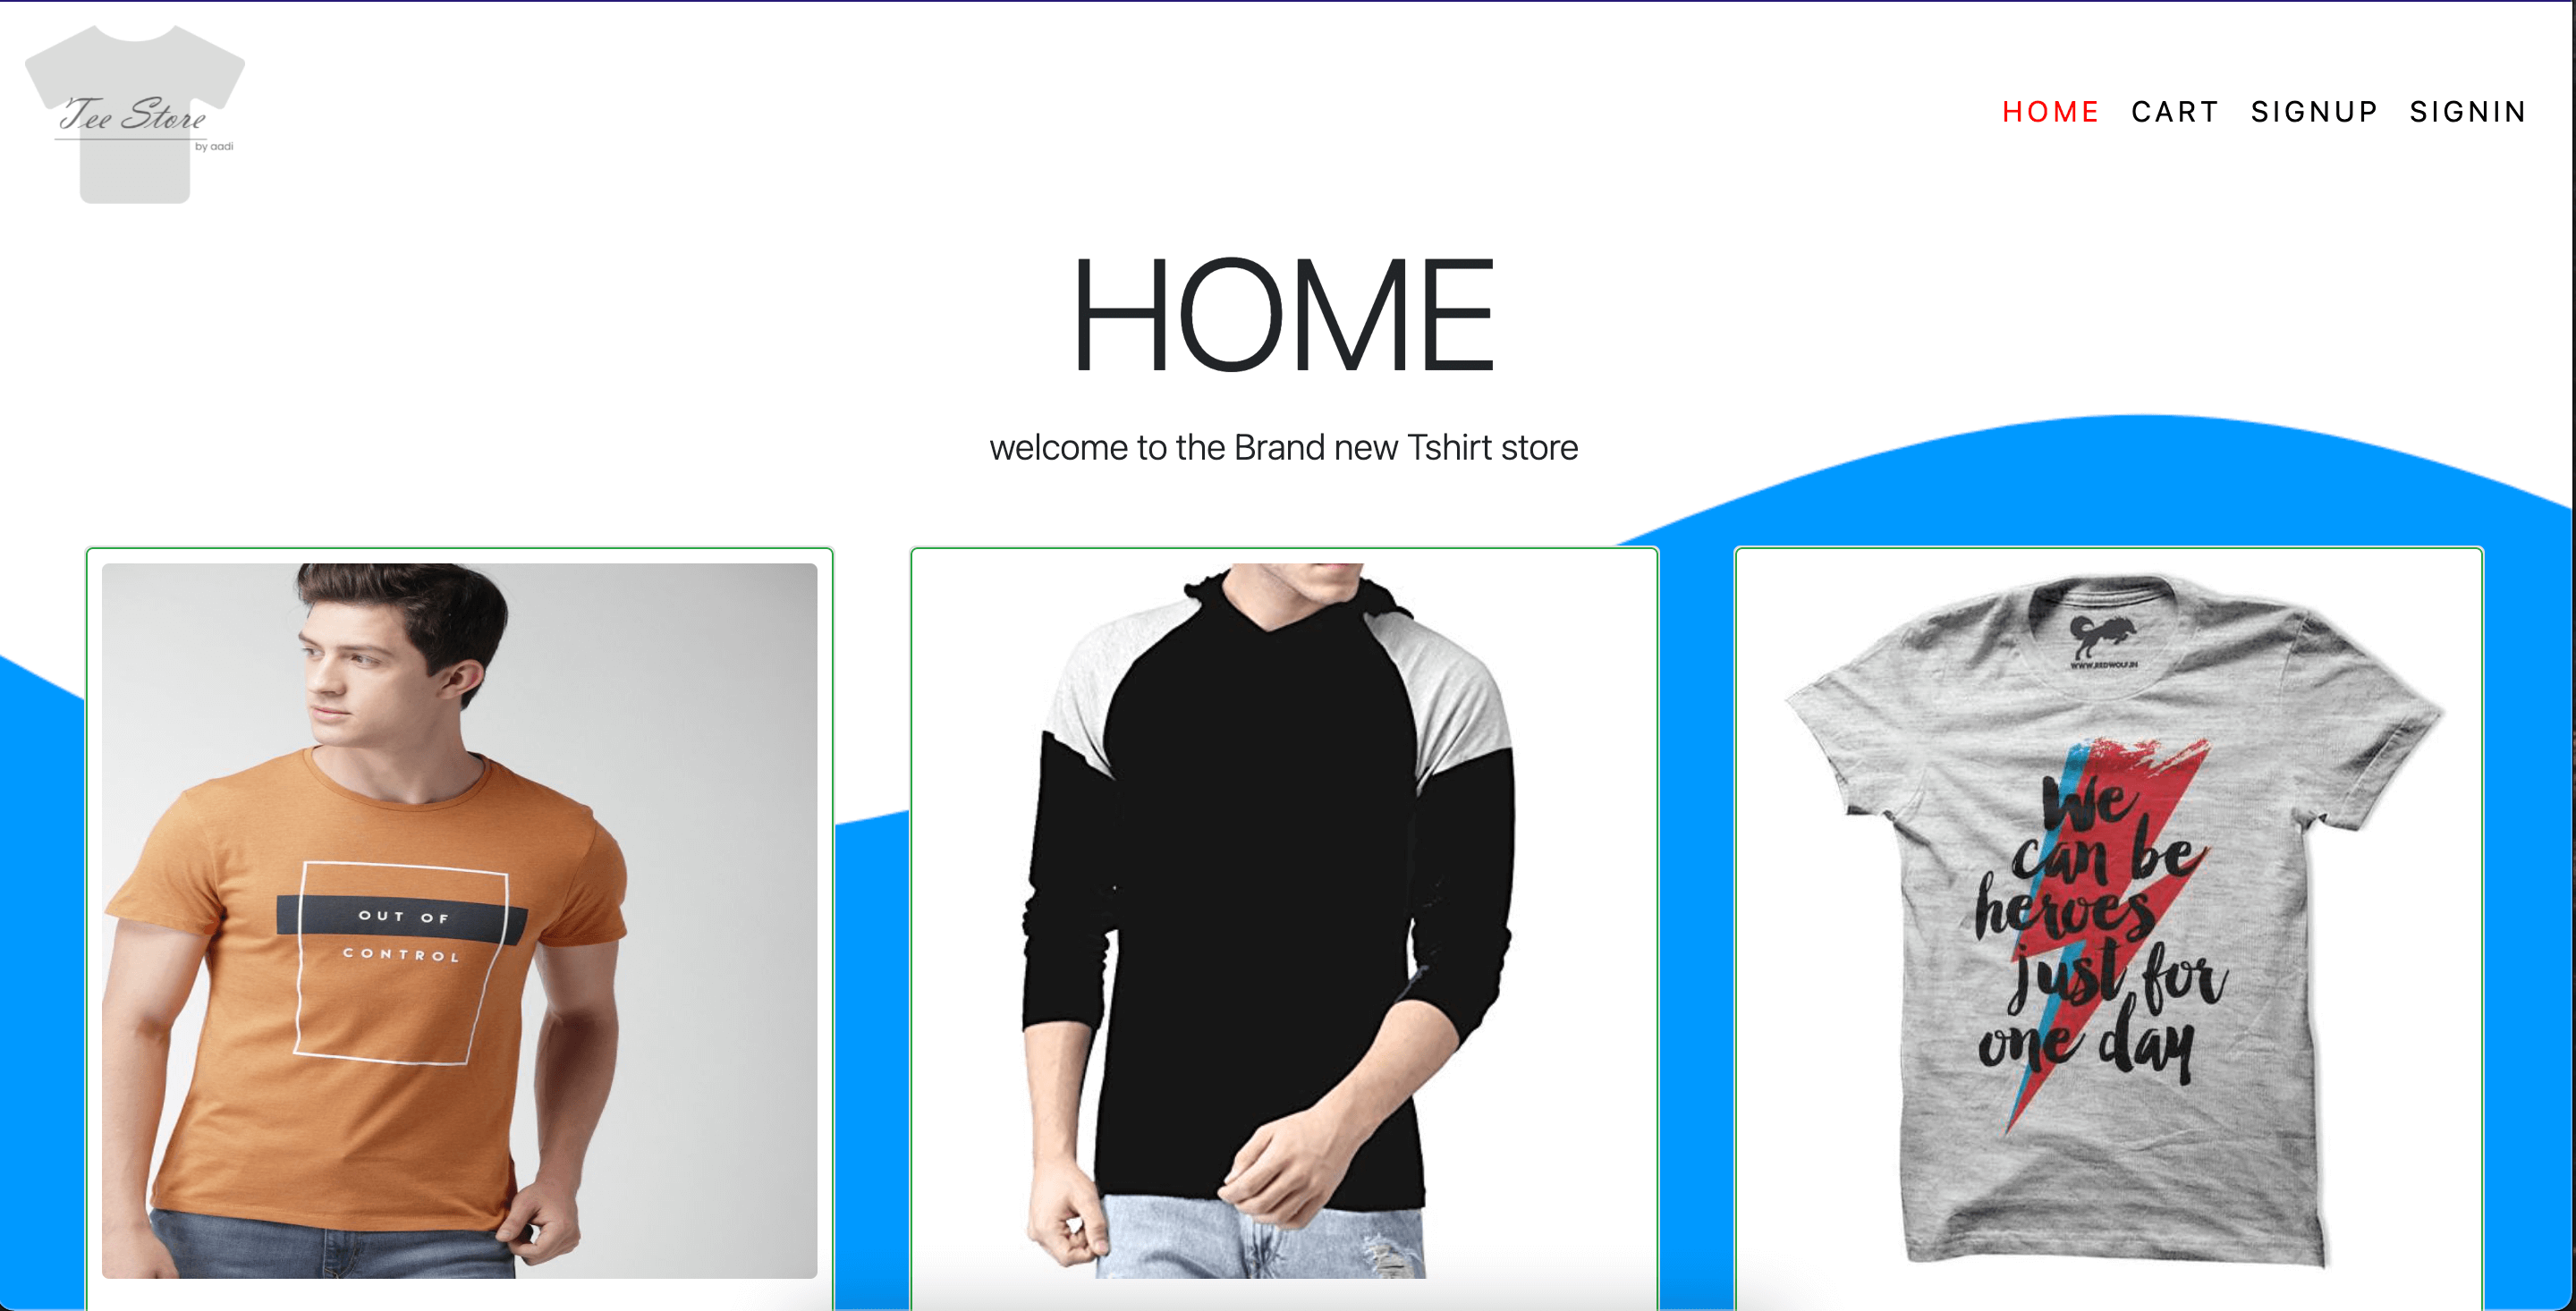 Tee Store
by aadi
HOME CART SIGNUP SIGNIN
HOME
welcome to the Brand new Tshirt store
OUT OF
CONTROL
WWW.REDWOLF.IN
We
can be
heroes
just for
one day